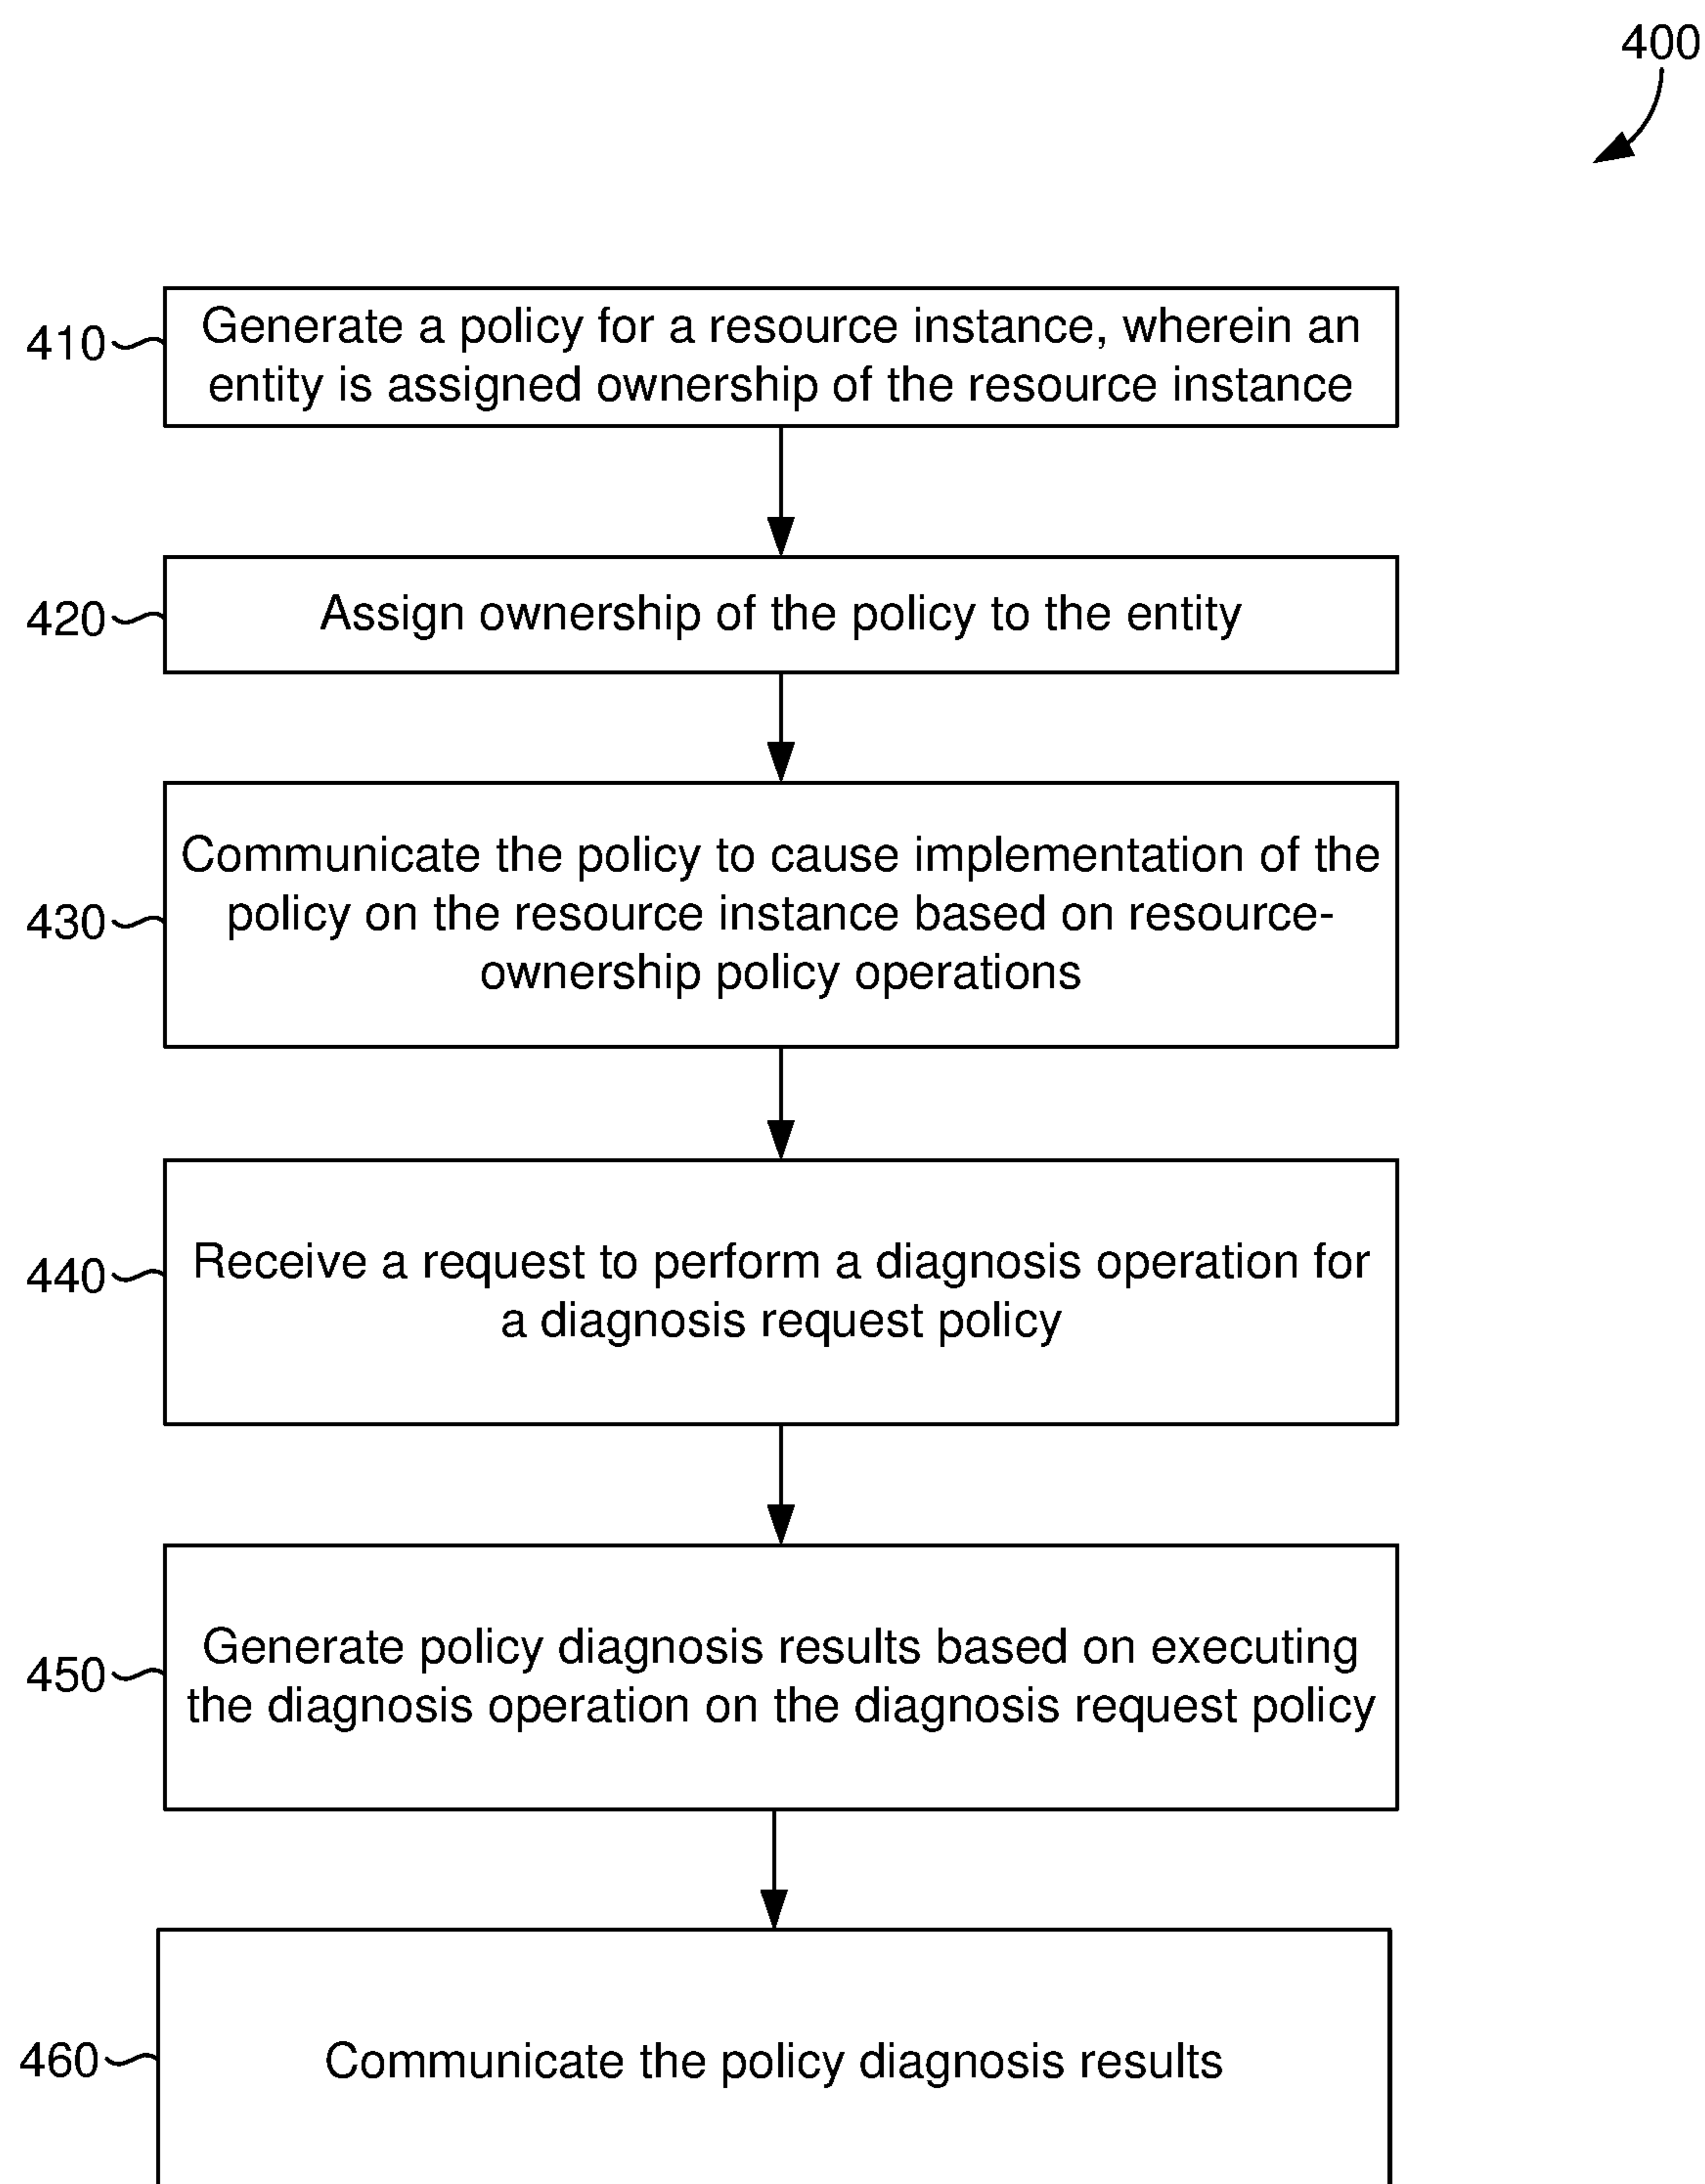 400
410
Generate a policy for a resource instance, wherein an
entity is assigned ownership of the resource instance
420
Assign ownership of the policy to the entity
430
Communicate the policy to cause implementation of the
policy on the resource instance based on resource-
ownership policy operations
440
Receive a request to perform a diagnosis operation for
a diagnosis request policy
450
Generate policy diagnosis results based on executing
the diagnosis operation on the diagnosis request policy
460
Communicate the policy diagnosis results